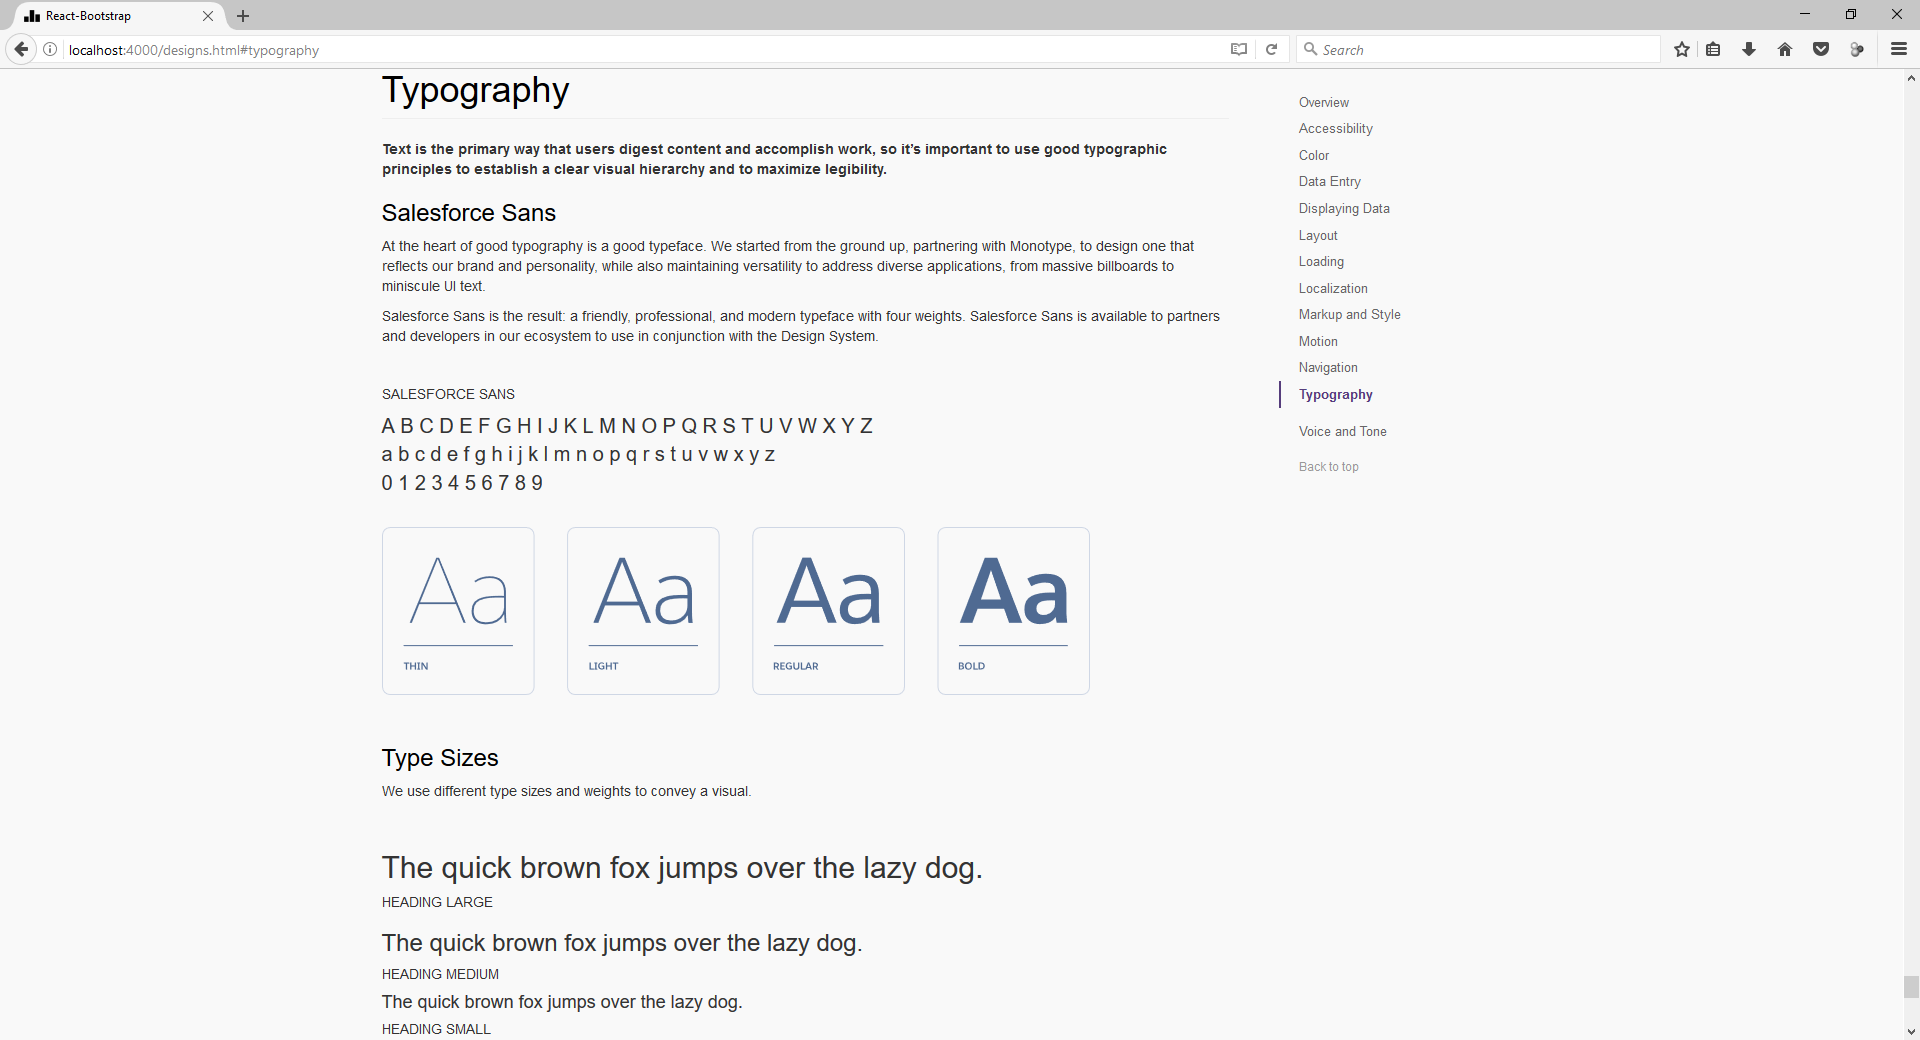 React-Bootstrap
localhost:4000/designs.html#typography
Search
Typography
Text is the primary way that users digest content and accomplish work, so it’s important to use good typographic
principles to establish a clear visual hierarchy and to maximize legibility.
Salesforce Sans
At the heart of good typography is a good typeface. We started from the ground up, partnering with Monotype, to design one that
reflects our brand and personality, while also maintaining versatility to address diverse applications, from massive billboards to
miniscule UI text.
Salesforce Sans is the result: a friendly, professional, and modern typeface with four weights. Salesforce Sans is available to partners
and developers in our ecosystem to use in conjunction with the Design System.
SALESFORCE SANS
A B C D E F G H I J K L M N O P Q R S T U V W X Y Z
a b c d e f g h i j k l m n o p q r s t u v w x y z
0 1 2 3 4 5 6 7 8 9
Aa
THIN
Aa
LIGHT
Aa
REGULAR
Aa
BOLD
Type Sizes
We use different type sizes and weights to convey a visual.
The quick brown fox jumps over the lazy dog.
HEADING LARGE
The quick brown fox jumps over the lazy dog.
HEADING MEDIUM
The quick brown fox jumps over the lazy dog.
HEADING SMALL
Overview
Accessibility
Color
Data Entry
Displaying Data
Layout
Loading
Localization
Markup and Style
Motion
Navigation
Typography
Voice and Tone
Back to top